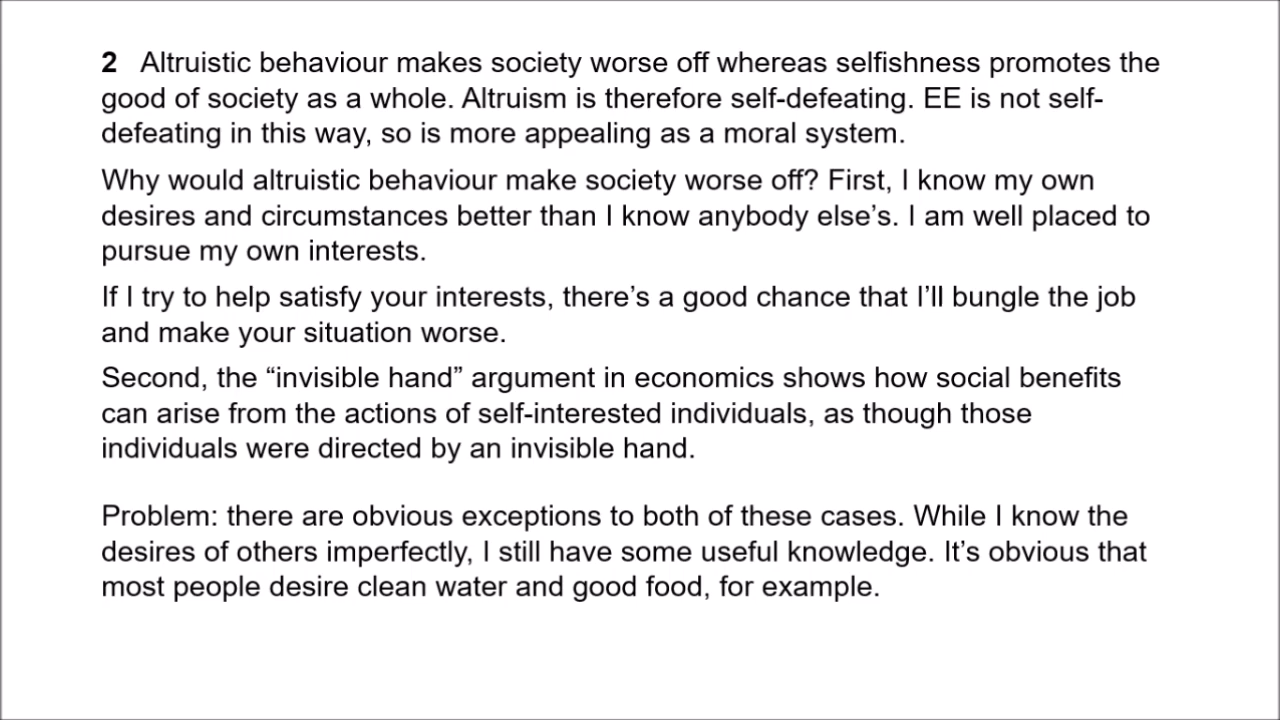 2 Altruistic behaviour makes society worse off whereas selfishness promotes the
good of society as a whole. Altruism is therefore self-defeating. EE is not self-
defeating in this way, so is more appealing as a moral system.
Why would altruistic behaviour make society worse off? First, I know my own
desires and circumstances better than I know anybody else’s. I am well placed to
pursue my own interests.
If I try to help satisfy your interests, there’s a good chance that I’ll bungle the job
and make your situation worse.
Second, the “invisible hand” argument in economics shows how social benefits
can arise from the actions of self-interested individuals, as though those
individuals were directed by an invisible hand.
Problem: there are obvious exceptions to both of these cases. While I know the
desires of others imperfectly, I still have some useful knowledge. It’s obvious that
most people desire clean water and good food, for example.